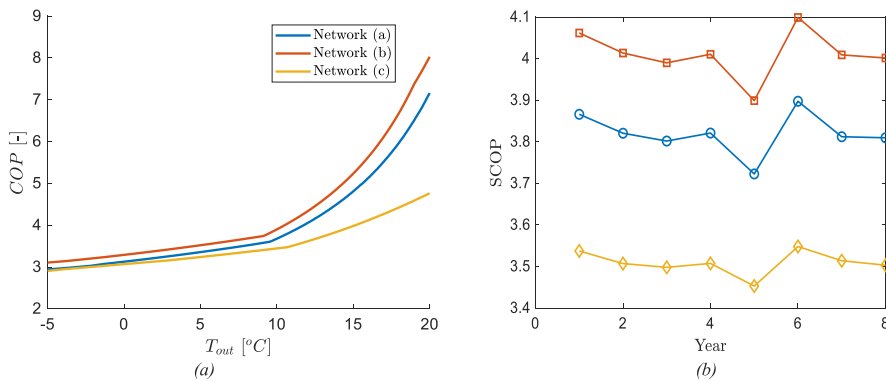 9
8
7
6
5
4
3
2
COP [-]
-5 0 5 10 15 20
T_out [°C]
Network (a)
Network (b)
Network (c)
(a)
4.1
4
3.9
3.8
3.7
3.6
3.5
3.4
SCOP
0 2 4 6 8
Year
(b)